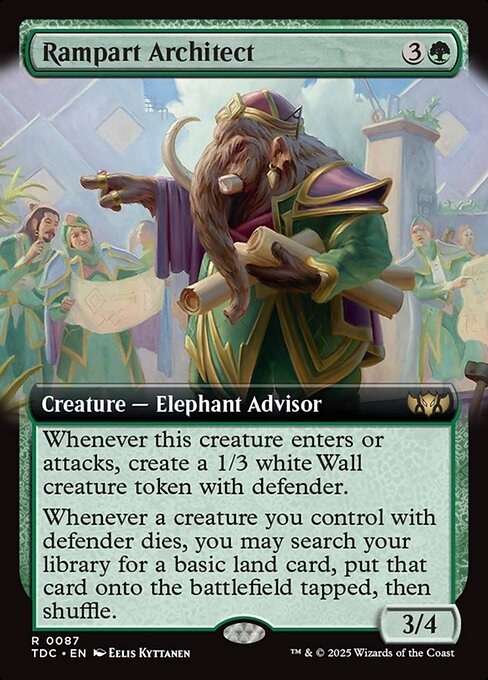 Rampart Architect 3
Creature — Elephant Advisor
Whenever this creature enters or
attacks, create a 1/3 white Wall
creature token with defender.
Whenever a creature you control with
defender dies, you may search your
library for a basic land card, put that
card onto the battlefield tapped, then
shuffle.
3/4
R 0087
TDC • EN Eelis Kyttanen
™ & © 2025 Wizards of the Coast